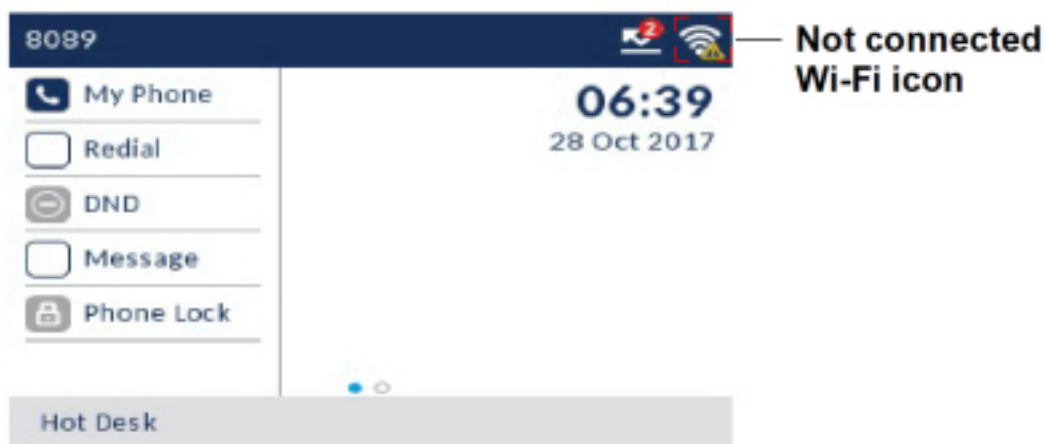 8089
2
Not connected
Wi-Fi icon
My Phone
06:39
Redial
28 Oct 2017
DND
Message
Phone Lock
Hot Desk